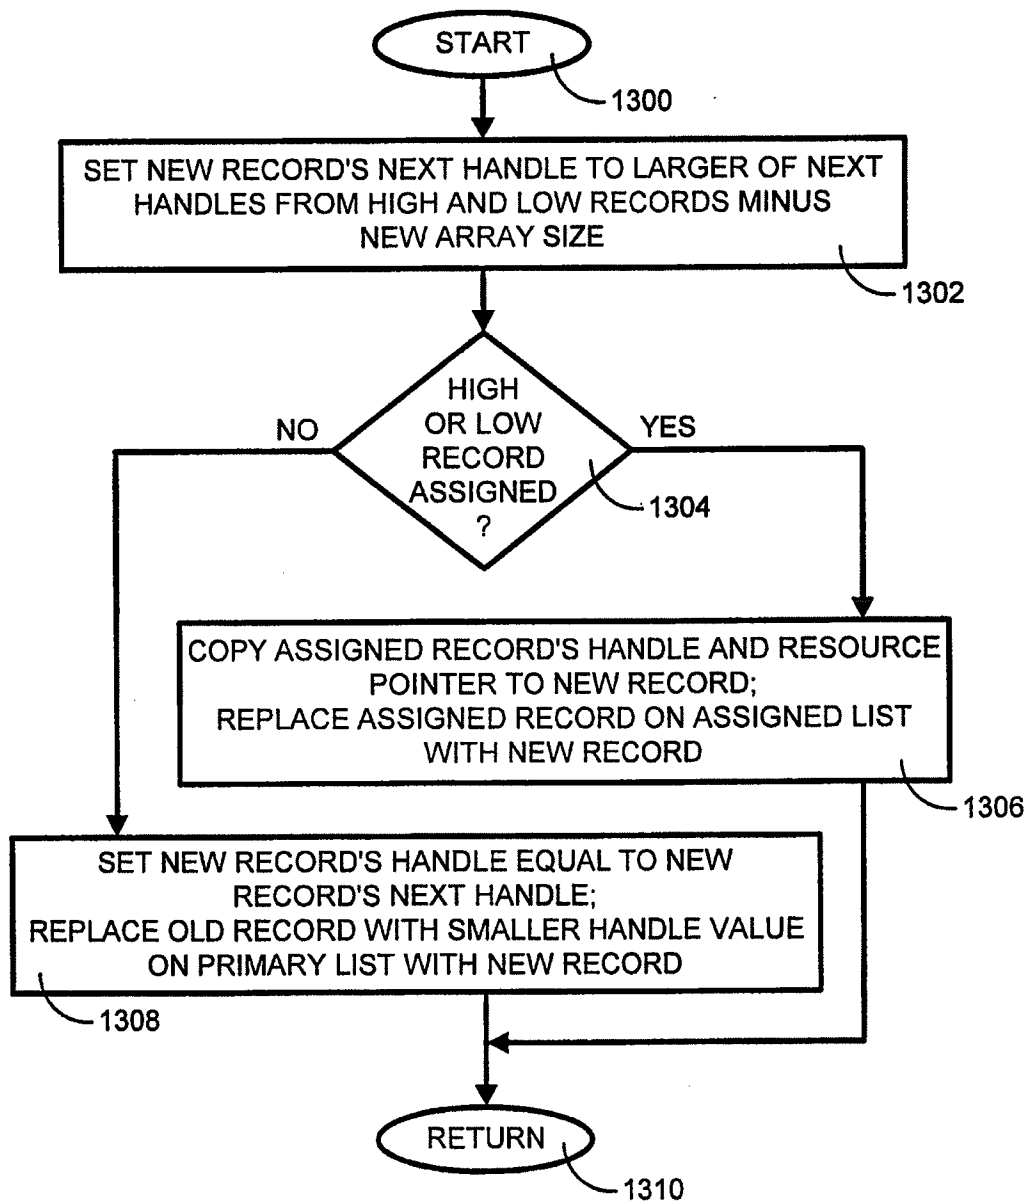 START
1300
SET NEW RECORD'S NEXT HANDLE TO LARGER OF NEXT
HANDLES FROM HIGH AND LOW RECORDS MINUS
NEW ARRAY SIZE
1302
HIGH
OR LOW
RECORD
ASSIGNED
?
NO
YES
1304
COPY ASSIGNED RECORD'S HANDLE AND RESOURCE
POINTER TO NEW RECORD;
REPLACE ASSIGNED RECORD ON ASSIGNED LIST
WITH NEW RECORD
1306
SET NEW RECORD'S HANDLE EQUAL TO NEW
RECORD'S NEXT HANDLE;
REPLACE OLD RECORD WITH SMALLER HANDLE VALUE
ON PRIMARY LIST WITH NEW RECORD
1308
RETURN
1310